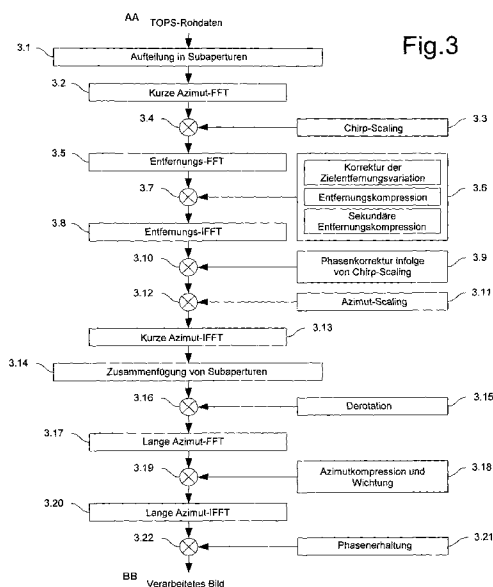 AA
TOPS-Rohdaten
Fig.3
3.1
Aufteilung in Subaperturen
3.2
Kurze Azimut-FFT
3.4
Chirp-Scaling
3.3
3.5
Entfernungs-FFT
3.7
Korrektur der
Zielentfernungsvariation
Entfernungskompression
Sekundäre
Entfernungskompression
3.6
3.8
Entfernungs-IFFT
3.10
Phasenkorrektur infolge
von Chirp-Scaling
3.9
3.12
Azimut-Scaling
3.11
Kurze Azimut-IFFT
3.13
3.14
Zusammenfügung von Subaperturen
3.16
Derotation
3.15
3.17
Lange Azimut-FFT
3.19
Azimutkompression und
Wichtung
3.18
3.20
Lange Azimut-IFFT
3.22
Phasenerhaltung
3.21
BB
Verarbeitetes Bild